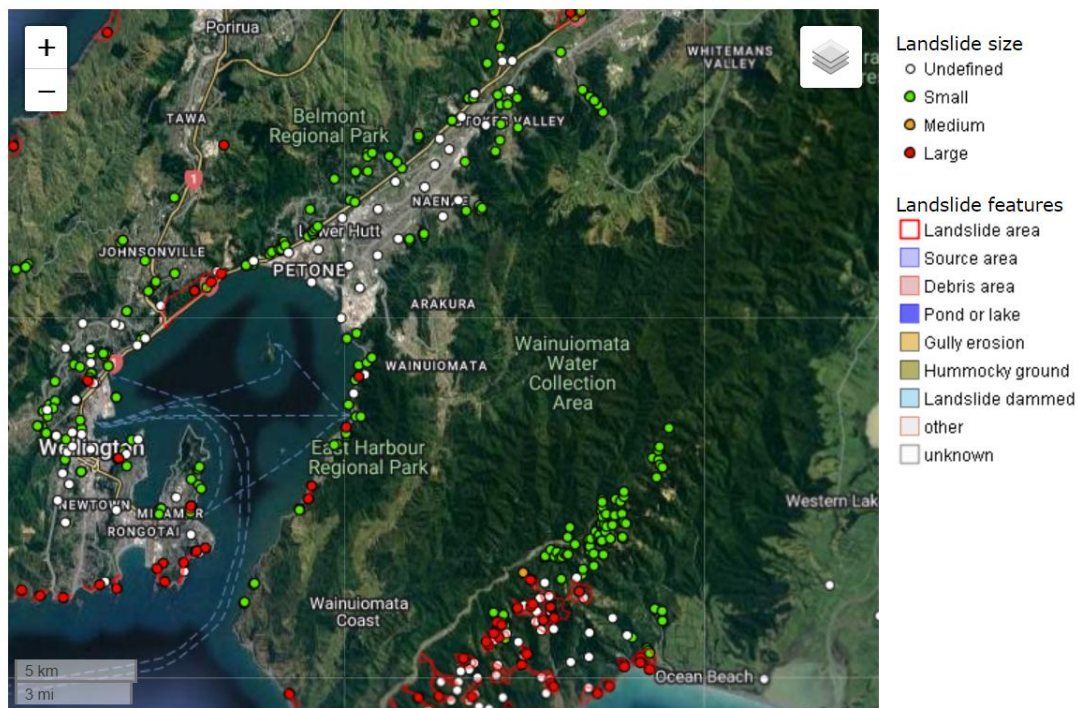 Porirua
+
−
WHITEMANS
VALLEY
TAWA
Belmont
Regional Park
STOKES VALLEY
1
NAENAE
Lower Hutt
JOHNSONVILLE
PETONE
ARAKURA
WAINUIOMATA
Wainuiomata
Water
Collection
Area
Wellington
East Harbour
Regional Park
NEWTOWN
MIRAMAR
RONGOTAI
Western Lak
Wainuiomata
Coast
Ocean Beach
5 km
3 mi
Landslide size
Undefined
Small
Medium
Large
Landslide features
Landslide area
Source area
Debris area
Pond or lake
Gully erosion
Hummocky ground
Landslide dammed
other
unknown